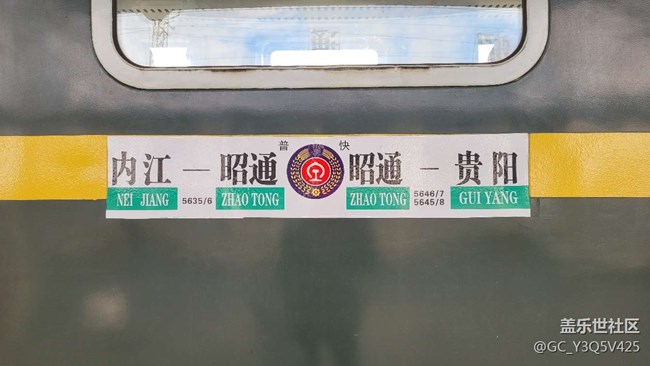 普 快
内江 — 昭通 昭通 — 贵阳
NEI JIANG 5635/6 ZHAO TONG ZHAO TONG 5646/7 5645/8 GUI YANG
盖乐世社区
@GC_Y3Q5V425